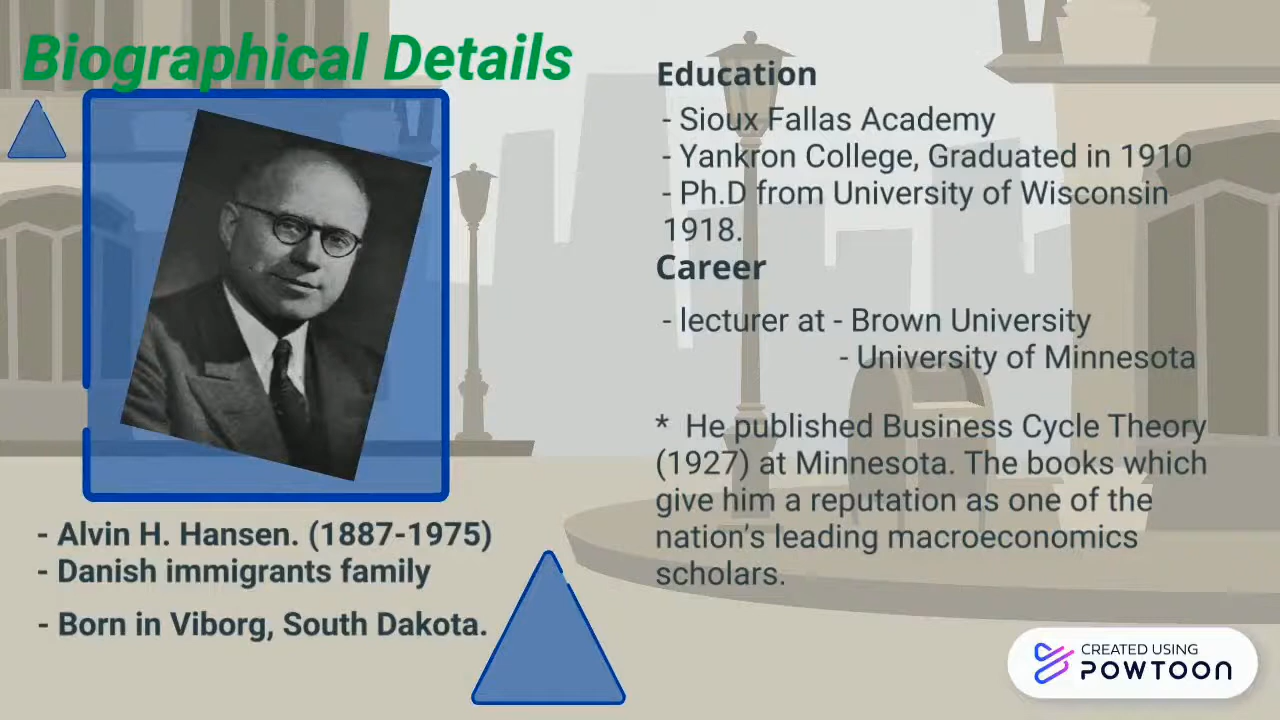 Biographical Details
- Alvin H. Hansen. (1887-1975)
- Danish immigrants family
- Born in Viborg, South Dakota.
Education
- Sioux Fallas Academy
- Yankron College, Graduated in 1910
- Ph.D from University of Wisconsin
1918.
Career
- lecturer at - Brown University
- University of Minnesota
* He published Business Cycle Theory
(1927) at Minnesota. The books which
give him a reputation as one of the
nation's leading macroeconomics
scholars.
CREATED USING
POWTOON